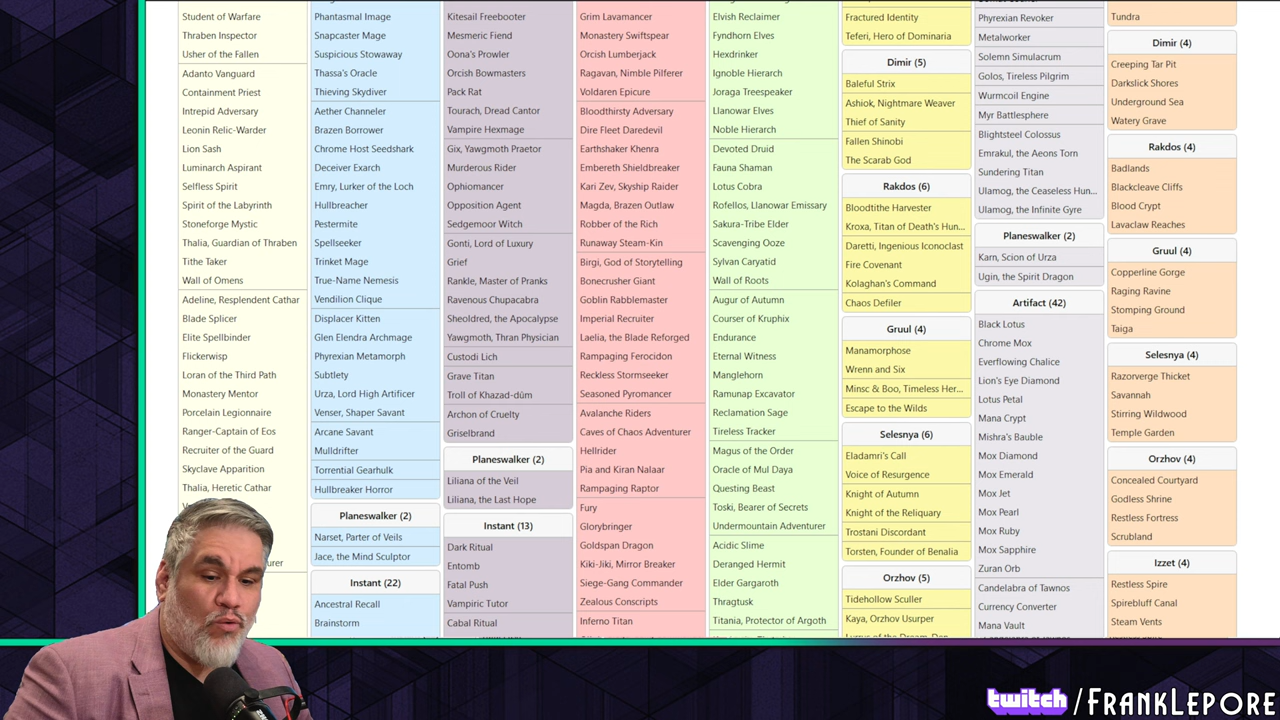 Student of Warfare
Thraben Inspector
Usher of the Fallen
Adanto Vanguard
Containment Priest
Intrepid Adversary
Leonin Relic-Warder
Lion Sash
Luminarch Aspirant
Selfless Spirit
Spirit of the Labyrinth
Stoneforge Mystic
Thalia, Guardian of Thraben
Tithe Taker
Wall of Omens
Adeline, Resplendent Cathar
Blade Splicer
Elite Spellbinder
Flickerwisp
Loran of the Third Path
Monastery Mentor
Porcelain Legionnaire
Ranger-Captain of Eos
Recruiter of the Guard
Skyclave Apparition
Thalia, Heretic Cathar
Phantasmal Image
Snapcaster Mage
Suspicious Stowaway
Thassa's Oracle
Thieving Skydiver
Aether Channeler
Brazen Borrower
Chrome Host Seedshark
Deceiver Exarch
Emry, Lurker of the Loch
Hullbreacher
Pestermite
Spellseeker
Trinket Mage
True-Name Nemesis
Vendilion Clique
Displacer Kitten
Glen Elendra Archmage
Phyrexian Metamorph
Subtlety
Urza, Lord High Artificer
Venser, Shaper Savant
Arcane Savant
Mulldrifter
Torrential Gearhulk
Hullbreaker Horror
Planeswalker (2)
Narset, Parter of Veils
Jace, the Mind Sculptor
Instant (22)
Ancestral Recall
Brainstorm
Kitesail Freebooter
Mesmeric Fiend
Oona's Prowler
Orcish Bowmasters
Pack Rat
Tourach, Dread Cantor
Vampire Hexmage
Gix, Yawgmoth Praetor
Murderous Rider
Ophiomancer
Opposition Agent
Sedgemoor Witch
Gonti, Lord of Luxury
Grief
Rankle, Master of Pranks
Ravenous Chupacabra
Sheoldred, the Apocalypse
Yawgmoth, Thran Physician
Custodi Lich
Grave Titan
Troll of Khazad-dûm
Archon of Cruelty
Griselbrand
Planeswalker (2)
Liliana of the Veil
Liliana, the Last Hope
Instant (13)
Dark Ritual
Entomb
Fatal Push
Vampiric Tutor
Cabal Ritual
Grim Lavamancer
Monastery Swiftspear
Orcish Lumberjack
Ragavan, Nimble Pilferer
Voldaren Epicure
Bloodthirsty Adversary
Dire Fleet Daredevil
Earthshaker Khenra
Embereth Shieldbreaker
Kari Zev, Skyship Raider
Magda, Brazen Outlaw
Robber of the Rich
Runaway Steam-Kin
Birgi, God of Storytelling
Bonecrusher Giant
Goblin Rabblemaster
Imperial Recruiter
Laelia, the Blade Reforged
Rampaging Ferocidon
Reckless Stormseeker
Seasoned Pyromancer
Avalanche Riders
Caves of Chaos Adventurer
Hellrider
Pia and Kiran Nalaar
Rampaging Raptor
Fury
Glorybringer
Goldspan Dragon
Kiki-Jiki, Mirror Breaker
Siege-Gang Commander
Zealous Conscripts
Inferno Titan
Elvish Reclaimer
Fyndhorn Elves
Hexdrinker
Ignoble Hierarch
Joraga Treespeaker
Llanowar Elves
Noble Hierarch
Devoted Druid
Fauna Shaman
Lotus Cobra
Rofellos, Llanowar Emissary
Sakura-Tribe Elder
Scavenging Ooze
Sylvan Caryatid
Wall of Roots
Augur of Autumn
Courser of Kruphix
Endurance
Eternal Witness
Manglehorn
Ramunap Excavator
Reclamation Sage
Tireless Tracker
Magus of the Order
Oracle of Mul Daya
Questing Beast
Toski, Bearer of Secrets
Undermountain Adventurer
Acidic Slime
Deranged Hermit
Elder Gargaroth
Thragtusk
Titania, Protector of Argoth
Fractured Identity
Teferi, Hero of Dominaria
Dimir (5)
Baleful Strix
Ashiok, Nightmare Weaver
Thief of Sanity
Fallen Shinobi
The Scarab God
Rakdos (6)
Bloodtithe Harvester
Kroxa, Titan of Death's Hun...
Daretti, Ingenious Iconoclast
Fire Covenant
Kolaghan's Command
Chaos Defiler
Gruul (4)
Manamorphose
Wrenn and Six
Minsc & Boo, Timeless Her...
Escape to the Wilds
Selesnya (6)
Eladamri's Call
Voice of Resurgence
Knight of Autumn
Knight of the Reliquary
Trostani Discordant
Torsten, Founder of Benalia
Orzhov (5)
Tidehollow Sculler
Kaya, Orzhov Usurper
Phyrexian Revoker
Metalworker
Solemn Simulacrum
Golos, Tireless Pilgrim
Wurmcoil Engine
Myr Battlesphere
Blightsteel Colossus
Emrakul, the Aeons Torn
Sundering Titan
Ulamog, the Ceaseless Hun...
Ulamog, the Infinite Gyre
Planeswalker (2)
Karn, Scion of Urza
Ugin, the Spirit Dragon
Artifact (42)
Black Lotus
Chrome Mox
Everflowing Chalice
Lion's Eye Diamond
Lotus Petal
Mana Crypt
Mishra's Bauble
Mox Diamond
Mox Emerald
Mox Jet
Mox Pearl
Mox Ruby
Mox Sapphire
Zuran Orb
Candelabra of Tawnos
Currency Converter
Mana Vault
Tundra
Dimir (4)
Creeping Tar Pit
Darkslick Shores
Underground Sea
Watery Grave
Rakdos (4)
Badlands
Blackcleave Cliffs
Blood Crypt
Lavaclaw Reaches
Gruul (4)
Copperline Gorge
Raging Ravine
Stomping Ground
Taiga
Selesnya (4)
Razorverge Thicket
Savannah
Stirring Wildwood
Temple Garden
Orzhov (4)
Concealed Courtyard
Godless Shrine
Restless Fortress
Scrubland
Izzet (4)
Restless Spire
Spirebluff Canal
Steam Vents
twitch/FrankLepore